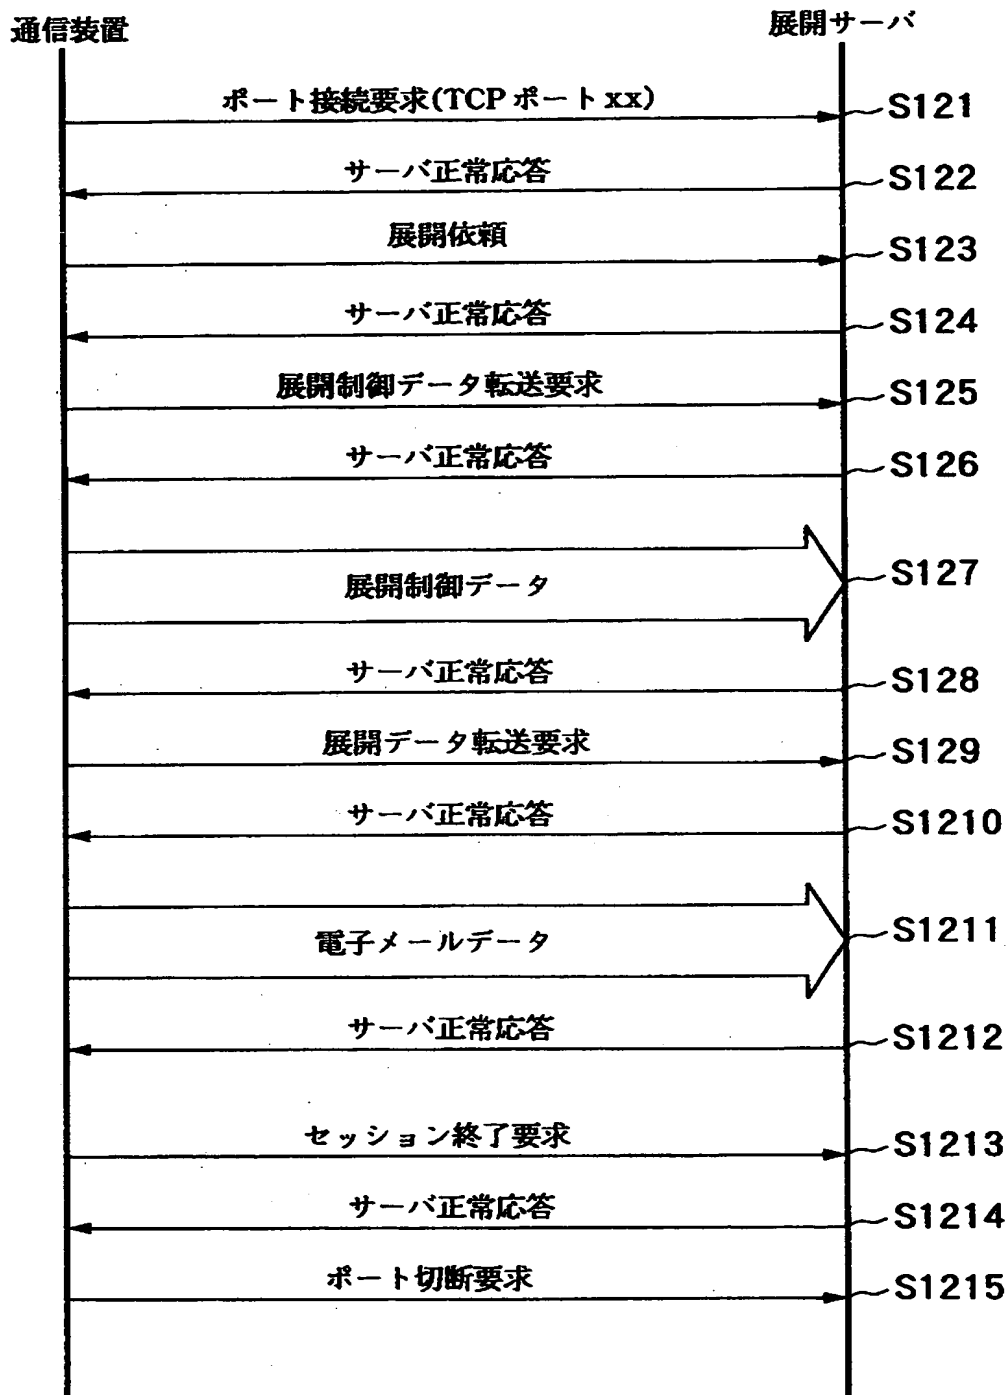 通信装置
展開サーバ
ポート接続要求(TCP ポート xx)
S121
サーバ正常応答
S122
展開依頼
S123
サーバ正常応答
S124
展開制御データ転送要求
S125
サーバ正常応答
S126
展開制御データ
S127
サーバ正常応答
S128
展開データ転送要求
S129
サーバ正常応答
S1210
電子メールデータ
S1211
サーバ正常応答
S1212
セッション終了要求
S1213
サーバ正常応答
S1214
ポート切断要求
S1215